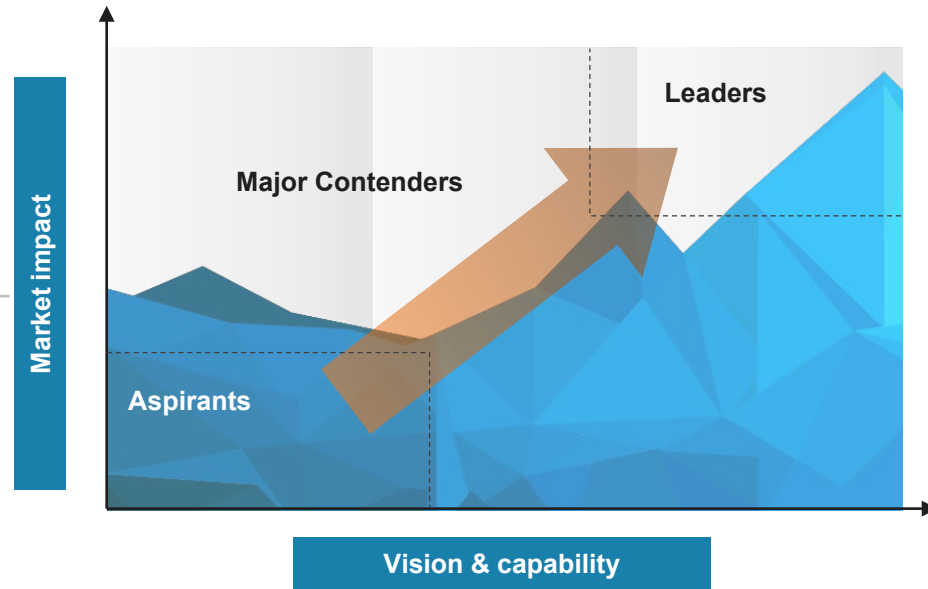 Leaders
Major Contenders
Market impact
Aspirants
Vision & capability